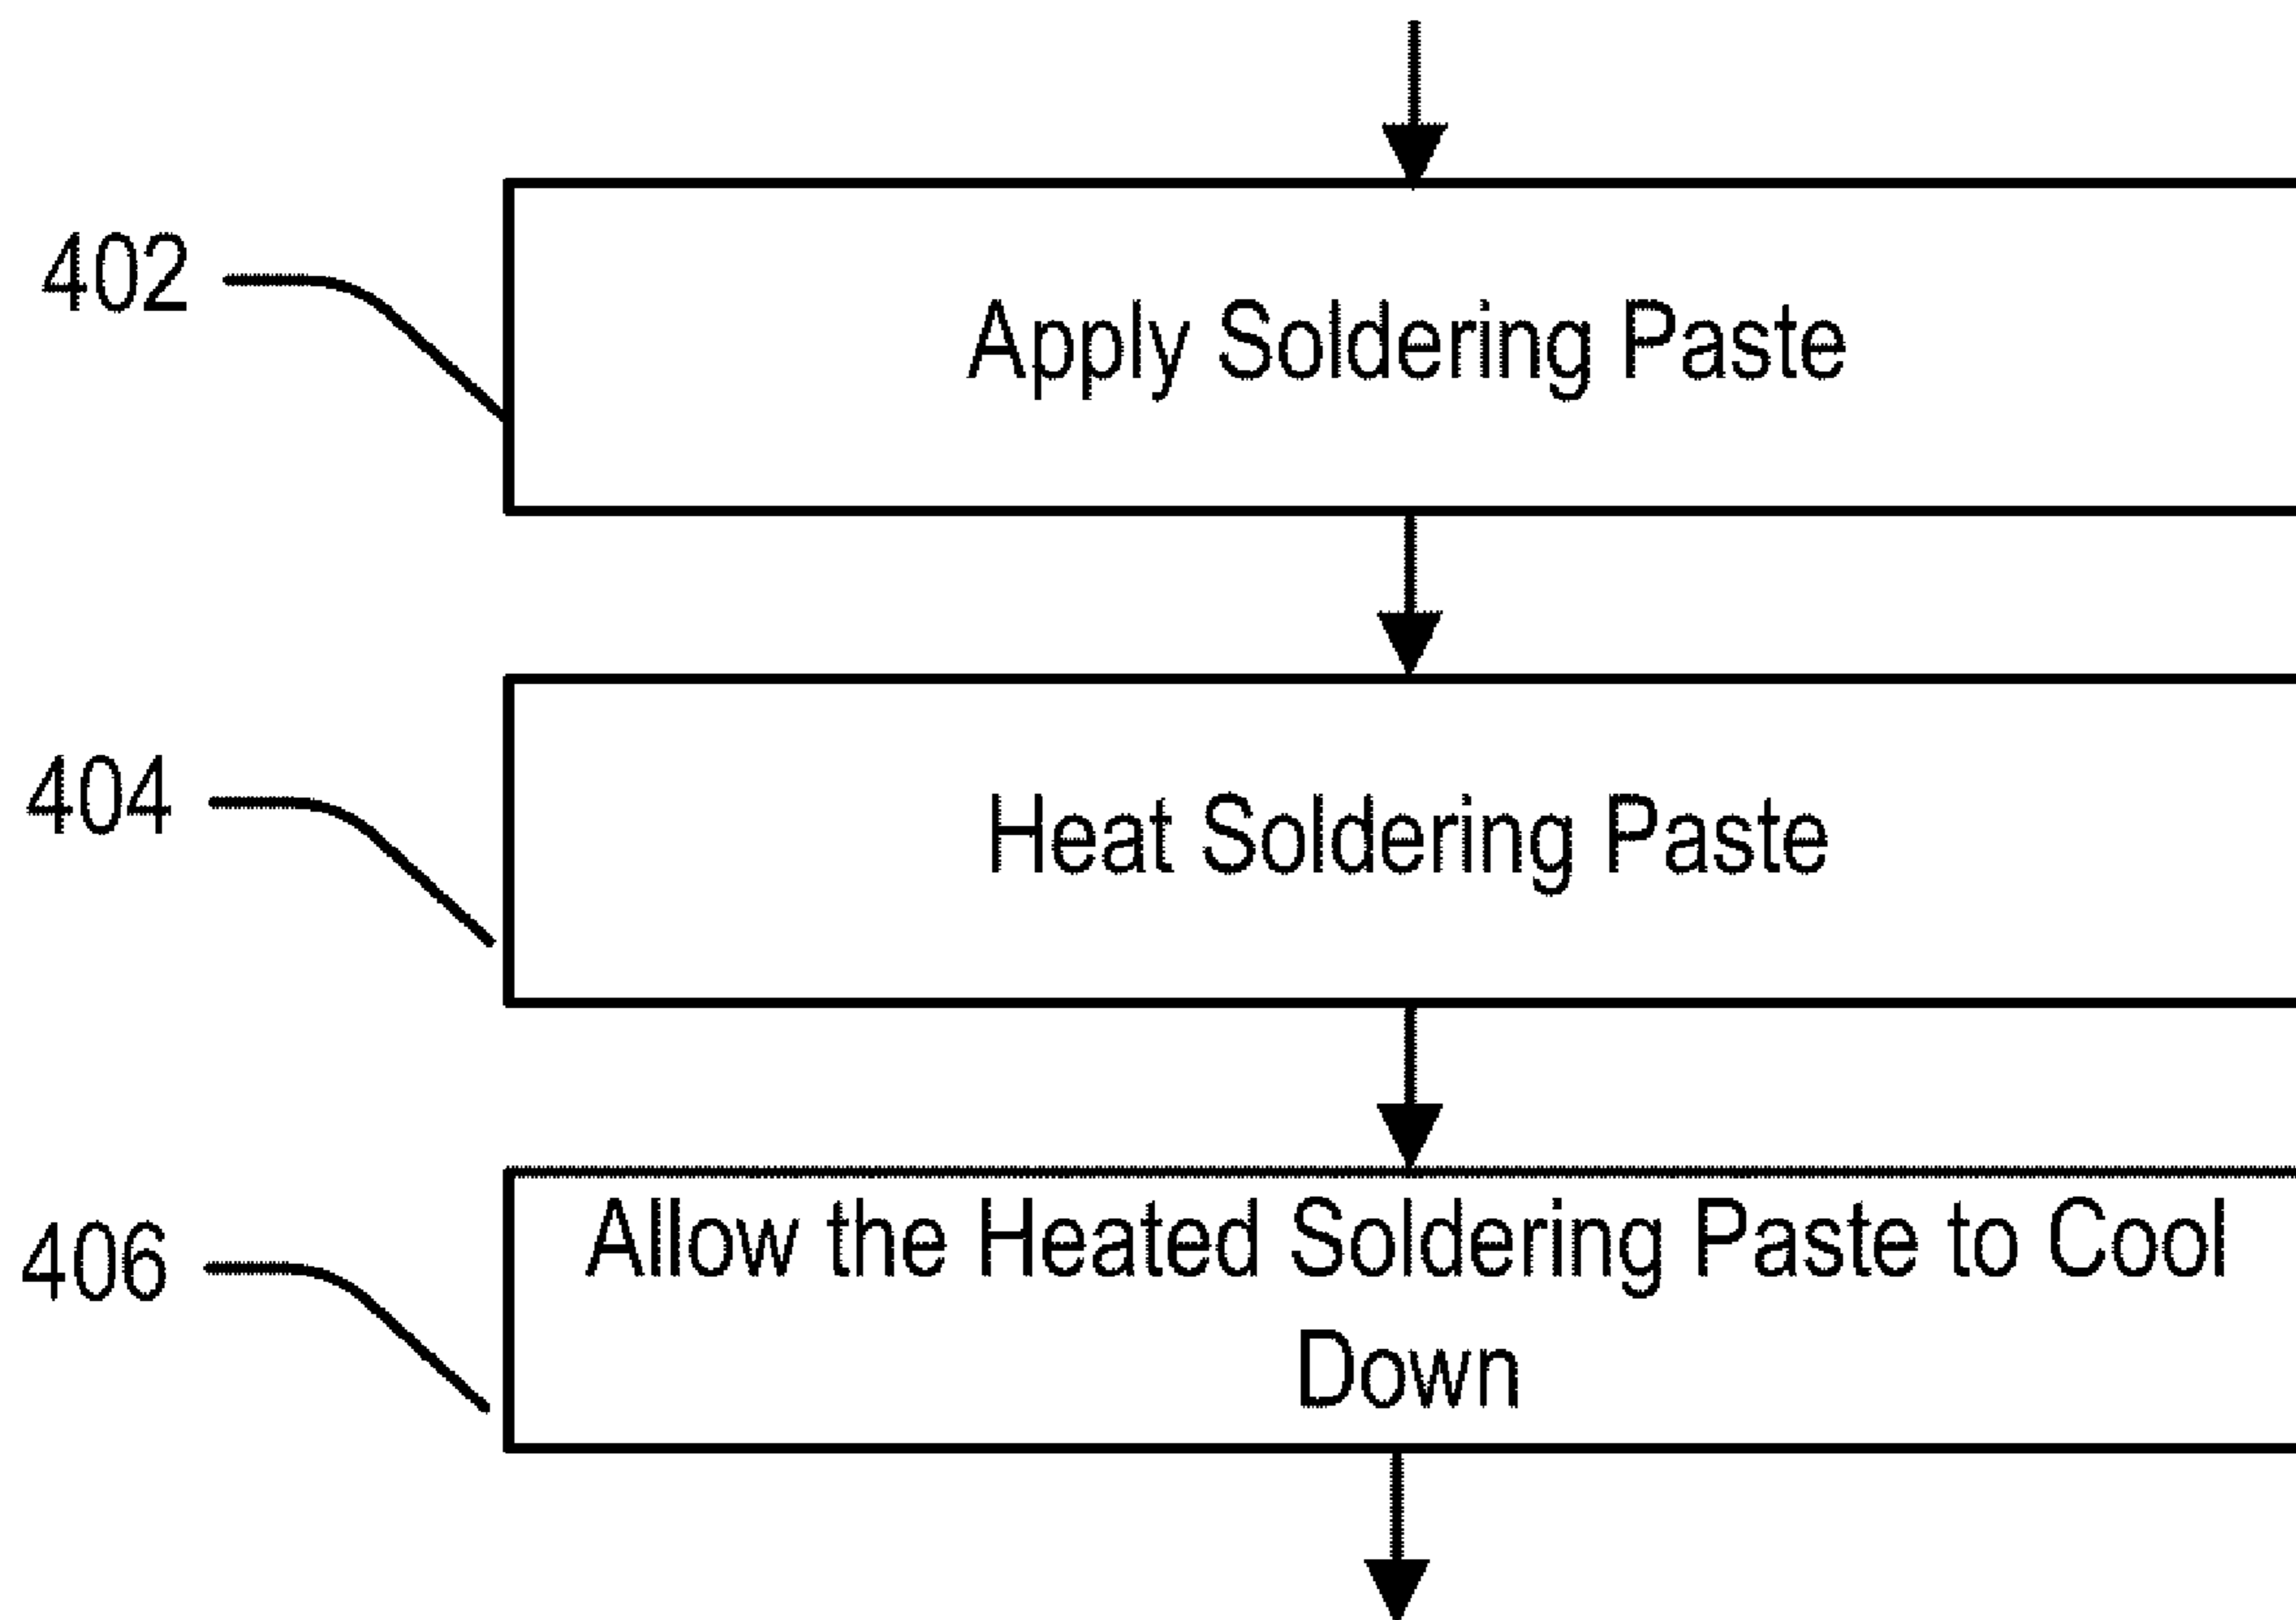 402
Apply Soldering Paste
404
Heat Soldering Paste
406
Allow the Heated Soldering Paste to Cool
Down